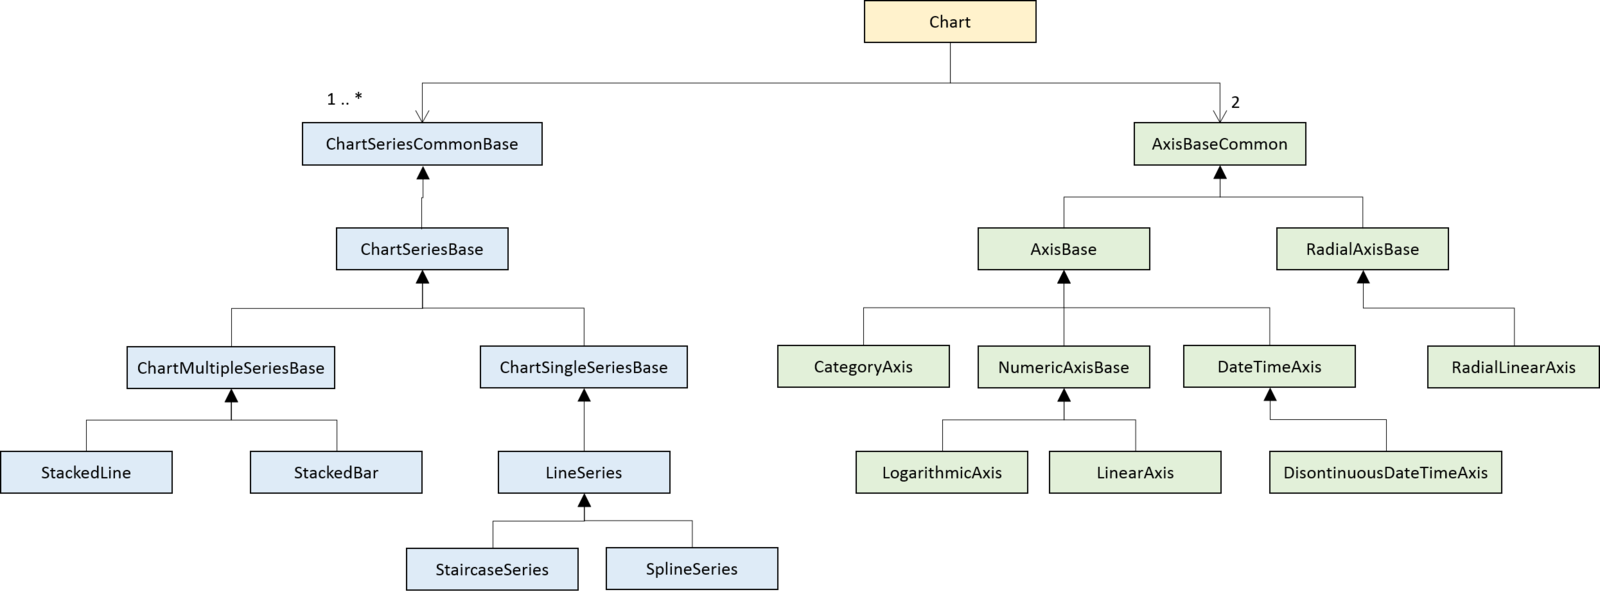 Chart
1 .. *
2
ChartSeriesCommonBase
AxisBaseCommon
ChartSeriesBase
AxisBase
RadialAxisBase
ChartMultipleSeriesBase
ChartSingleSeriesBase
CategoryAxis
NumericAxisBase
DateTimeAxis
RadialLinearAxis
StackedLine
StackedBar
LineSeries
LogarithmicAxis
LinearAxis
DisontinuousDateTimeAxis
StaircaseSeries
SplineSeries